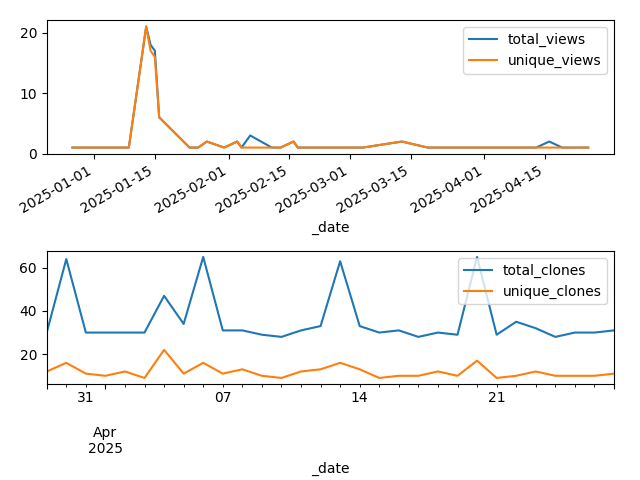 20
10
0
total_views
unique_views
2025-01-01
2025-01-15
2025-02-01
2025-02-15
2025-03-01
2025-03-15
2025-04-01
2025-04-15
_date
60
40
20
total_clones
unique_clones
31
07
14
21
Apr
2025
_date